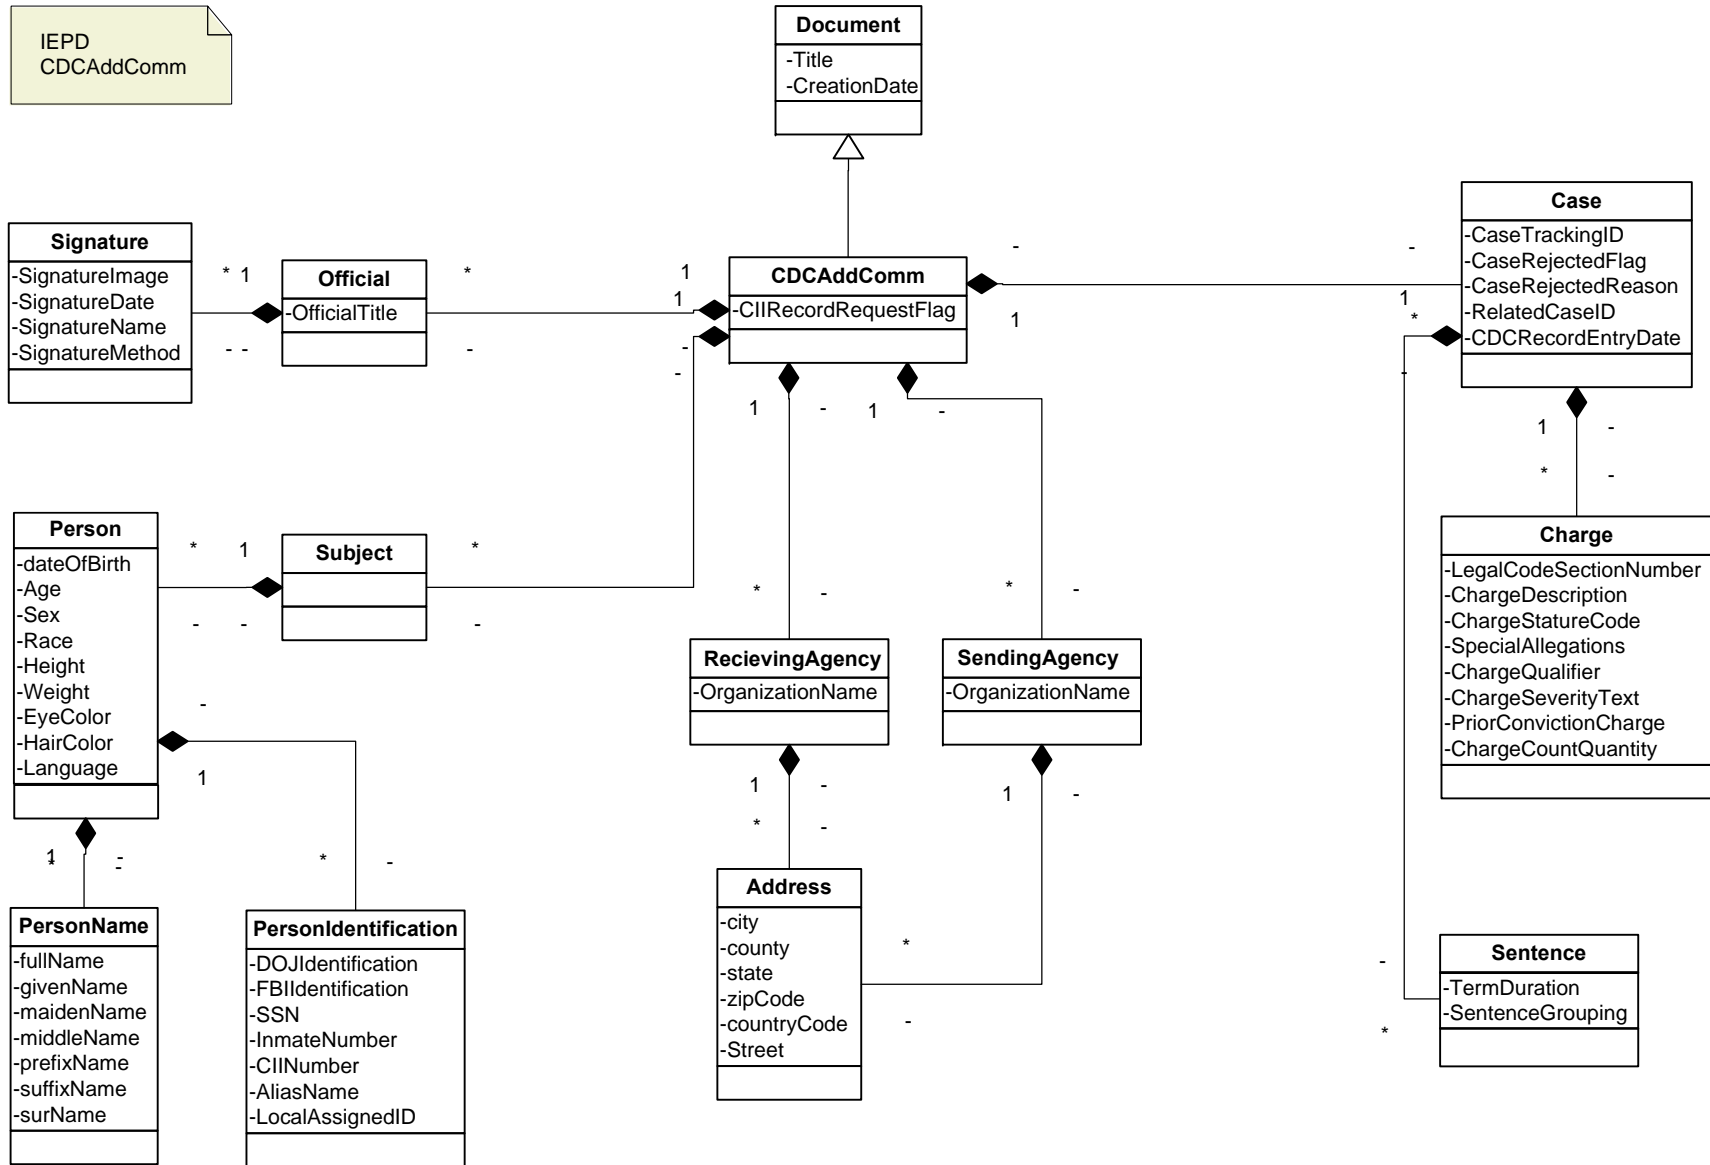 IEPD
CDCAddComm
Document
-Title
-CreationDate
Signature
-SignatureImage
-SignatureDate
-SignatureName
-SignatureMethod
* 1
- -
Official
-OfficialTitle
*
-
1
1
-
-
CDCAddComm
-CIIRecordRequestFlag
-
1
-
1
*
-
Case
-CaseTrackingID
-CaseRejectedFlag
-CaseRejectedReason
-RelatedCaseID
-CDCRecordEntryDate
1 -
1 -
1 -
* -
Person
-dateOfBirth
-Age
-Sex
-Race
-Height
-Weight
-EyeColor
-HairColor
-Language
* 1
- -
Subject
*
-
* -
* -
RecievingAgency
-OrganizationName
SendingAgency
-OrganizationName
Charge
-LegalCodeSectionNumber
-ChargeDescription
-ChargeStatureCode
-SpecialAllegations
-ChargeQualifier
-ChargeSeverityText
-PriorConvictionCharge
-ChargeCountQuantity
-
1
1 -
* -
1 -
1 -
* -
* -
PersonName
-fullName
-givenName
-maidenName
-middleName
-prefixName
-suffixName
-surName
PersonIdentification
-DOJIdentification
-FBIIdentification
-SSN
-InmateNumber
-CIINumber
-AliasName
-LocalAssignedID
Address
-city
-county
-state
-zipCode
-countryCode
-Street
*
-
-
*
Sentence
-TermDuration
-SentenceGrouping